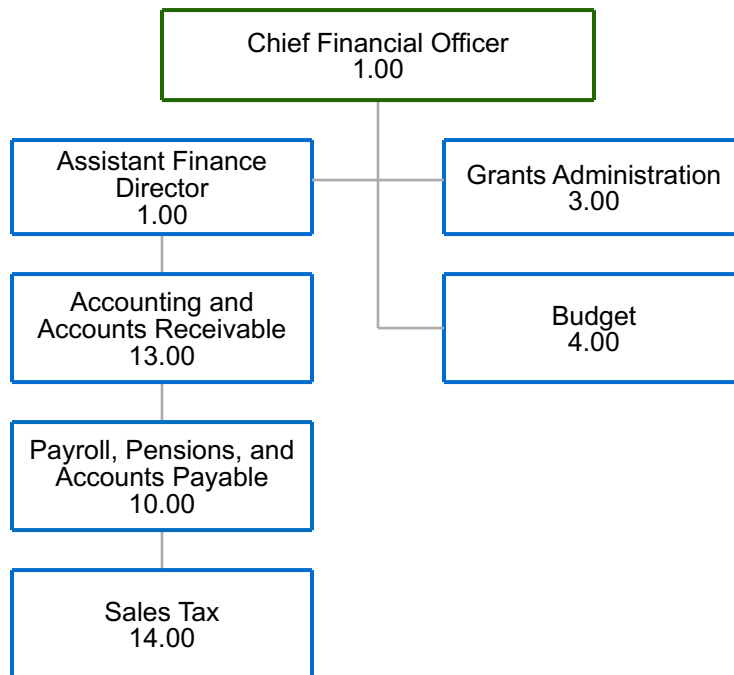 Chief Financial Officer
1.00
Assistant Finance
Director
1.00
Grants Administration
3.00
Accounting and
Accounts Receivable
13.00
Budget
4.00
Payroll, Pensions, and
Accounts Payable
10.00
Sales Tax
14.00